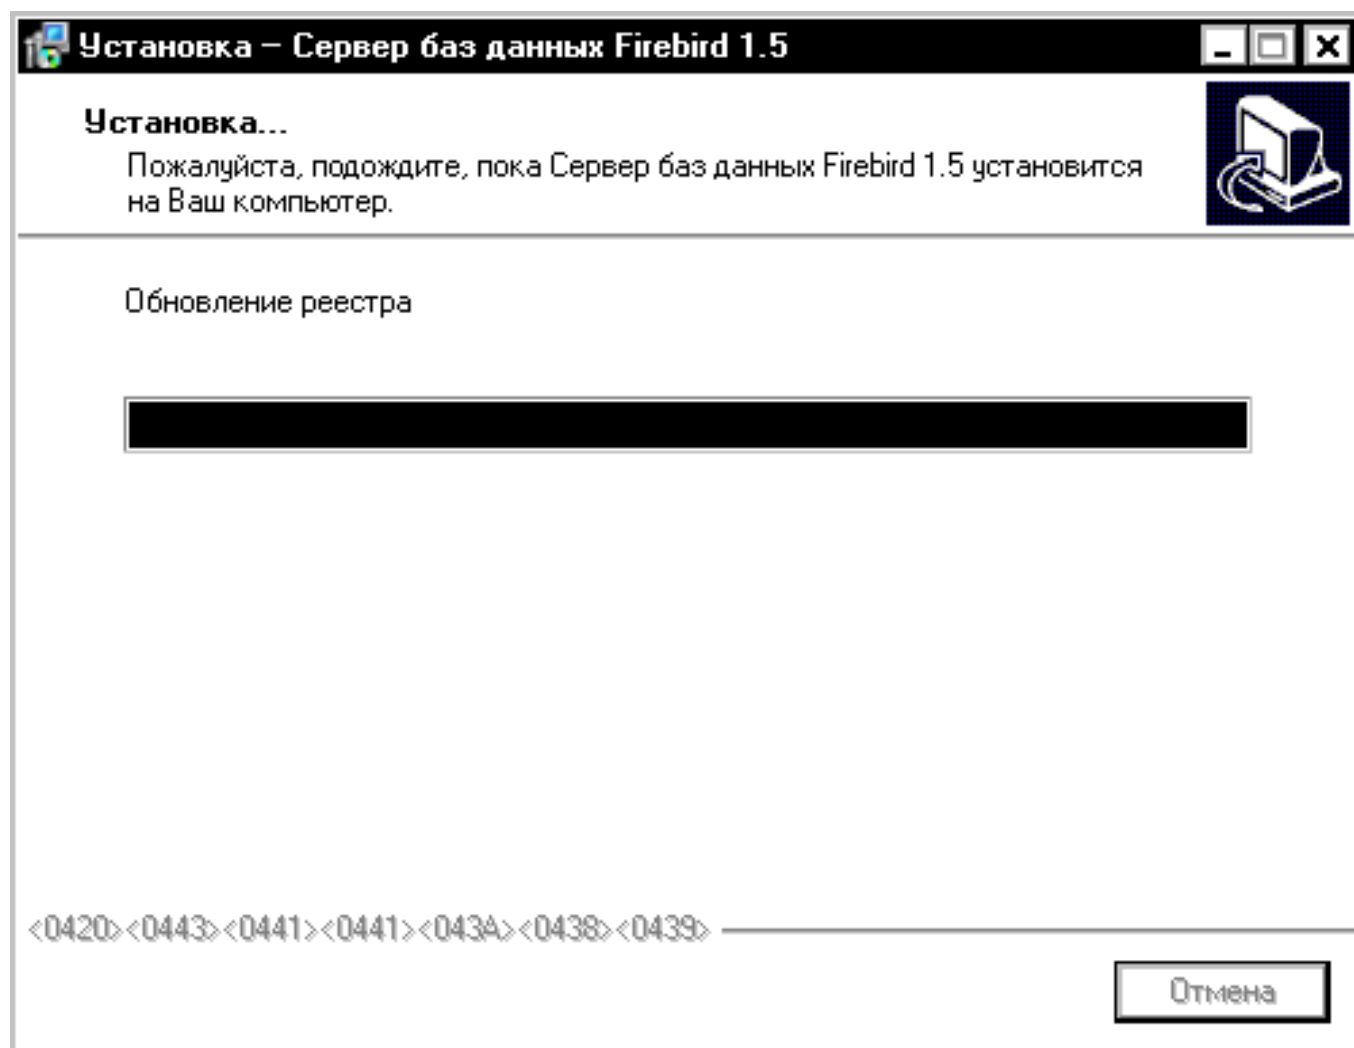 Установка – Сервер баз данных Firebird 1.5
Установка...
Пожалуйста, подождите, пока Сервер баз данных Firebird 1.5 установится
на Ваш компьютер.
Обновление реестра
<0420><0443><0441><0441><043A><0438><0439>
Отмена